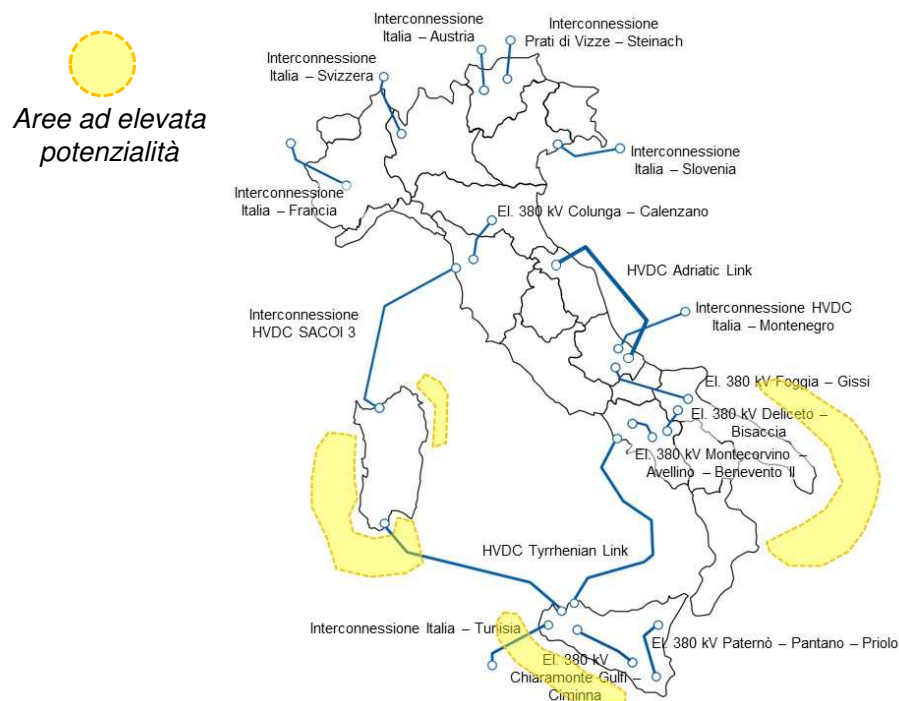 Interconnessione
Italia – Austria
Interconnessione
Prati di Vizze – Steinach
Interconnessione
Italia – Svizzera
Aree ad elevata
potenzialità
Interconnessione
Italia – Slovenia
Interconnessione
Italia – Francia
El. 380 kV Colunga – Calenzano
HVDC Adriatic Link
Interconnessione
HVDC SACOI 3
Interconnessione HVDC
Italia – Montenegro
El. 380 kV Foggia – Gissi
El. 380 kV Deliceto –
Bisaccia
El. 380 kV Montecorvino –
Avellino – Benevento II
HVDC Tyrrhenian Link
Interconnessione Italia – Tunisia
El. 380 kV Paternò – Pantano – Priolo
El. 380 kV
Chiaramonte Gulfi –
Ciminna